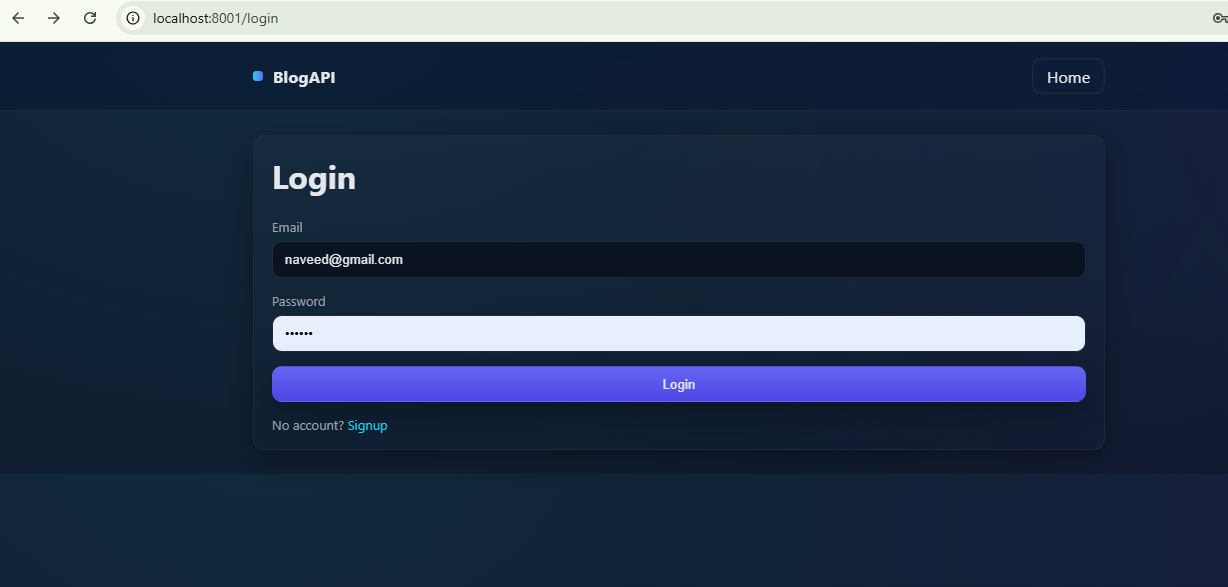 localhost:8001/login
BlogAPI
Home
Login
Email
naveed@gmail.com
Password
••••••
Login
No account? Signup